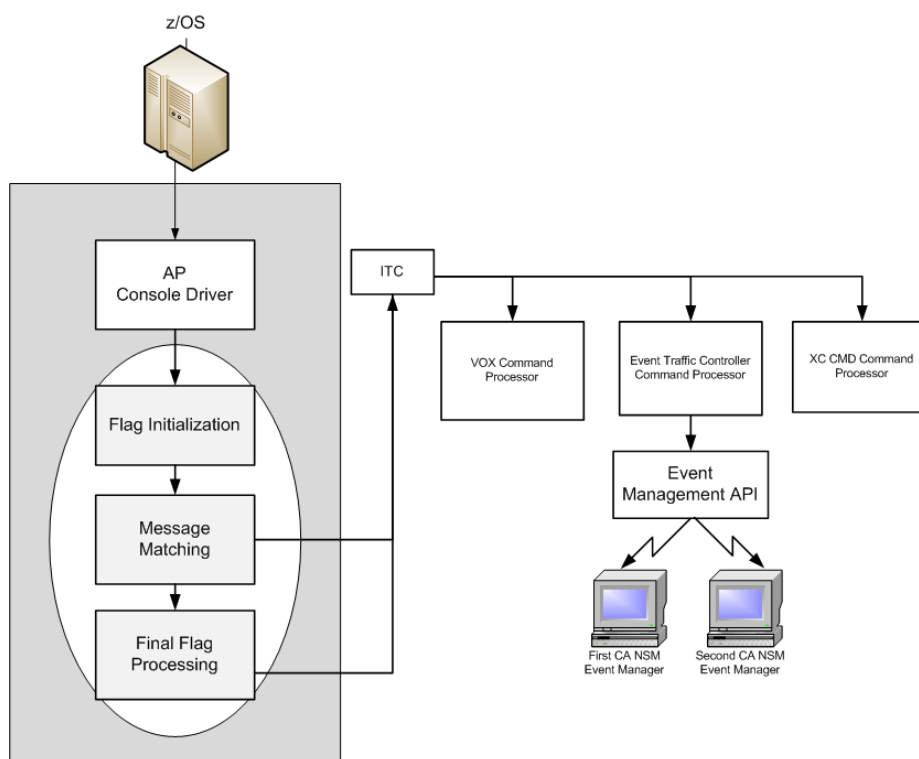 z/OS
AP
Console Driver
Flag Initialization
Message
Matching
Final Flag
Processing
ITC
VOX Command
Processor
Event Traffic Controller
Command Processor
XC CMD Command
Processor
Event
Management API
First CA NSM
Event Manager
Second CA NSM
Event Manager